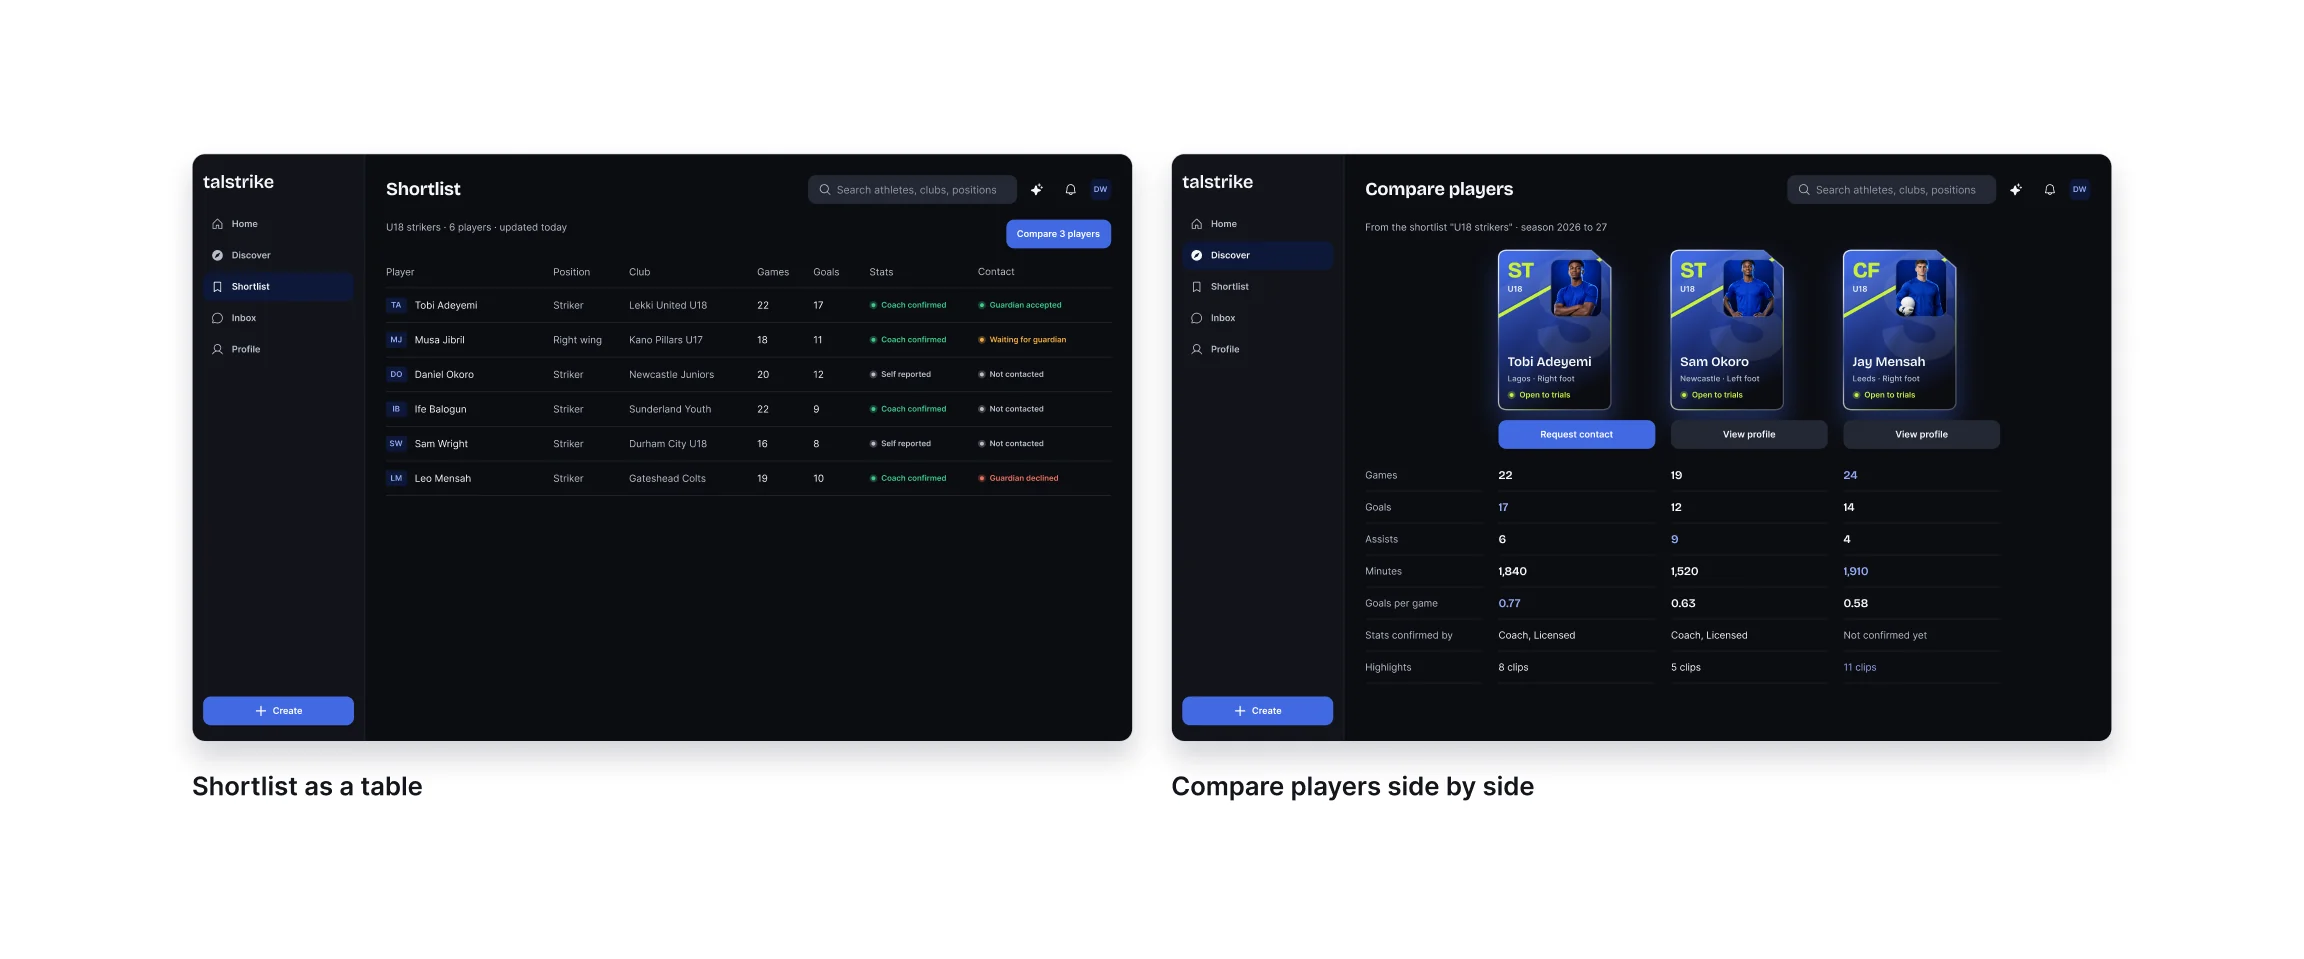 talstrike
Home
Discover
Shortlist
Inbox
Profile
Create
Shortlist
Search athletes, clubs, positions
DW
U18 strikers · 6 players · updated today
Compare 3 players
Player Position Club Games Goals Stats Contact
TA Tobi Adeyemi Striker Lekki United U18 22 17 Coach confirmed Guardian accepted
MJ Musa Jibril Right wing Kano Pillars U17 18 11 Coach confirmed Waiting for guardian
DO Daniel Okoro Striker Newcastle Juniors 20 12 Self reported Not contacted
IB Ife Balogun Striker Sunderland Youth 22 9 Coach confirmed Not contacted
SW Sam Wright Striker Durham City U18 16 8 Self reported Not contacted
LM Leo Mensah Striker Gateshead Colts 19 10 Coach confirmed Guardian declined
Shortlist as a table
talstrike
Home
Discover
Shortlist
Inbox
Profile
Create
Compare players
Search athletes, clubs, positions
DW
From the shortlist "U18 strikers" · season 2026 to 27
ST
U18
Tobi Adeyemi
Lagos · Right foot
Open to trials
Request contact
ST
U18
Sam Okoro
Newcastle · Left foot
Open to trials
View profile
CF
U18
Jay Mensah
Leeds · Right foot
Open to trials
View profile
Games 22 19 24
Goals 17 12 14
Assists 6 9 4
Minutes 1,840 1,520 1,910
Goals per game 0.77 0.63 0.58
Stats confirmed by Coach, Licensed Coach, Licensed Not confirmed yet
Highlights 8 clips 5 clips 11 clips
Compare players side by side